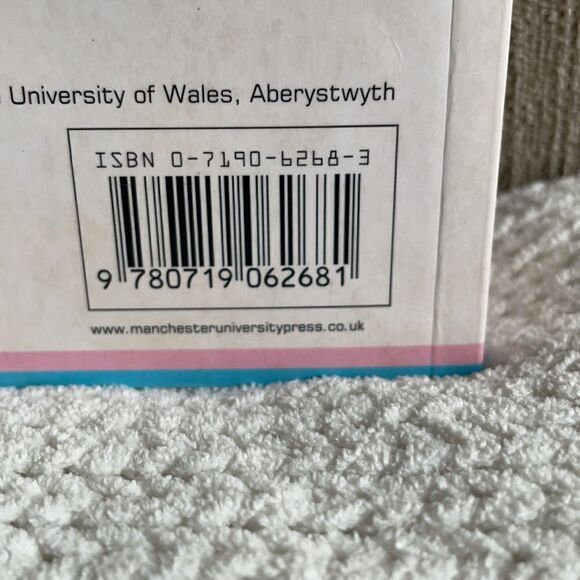 University of Wales, Aberystwyth
ISBN 0-7190-6268-3
9 780719 062681
www.manchesteruniversitypress.co.uk